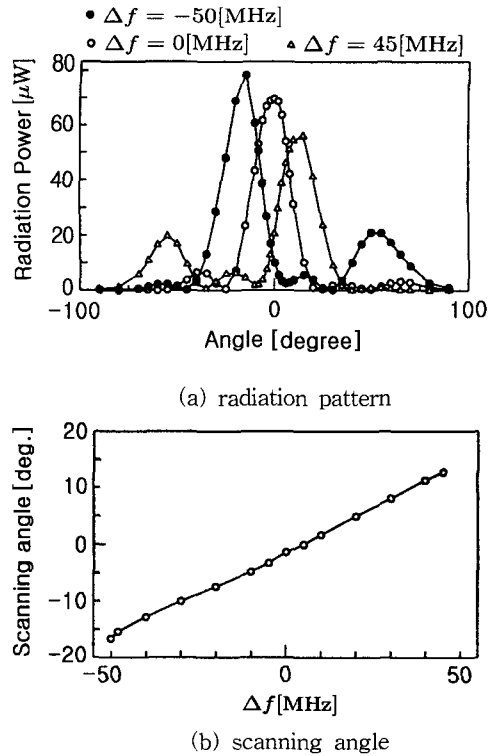 ● Δf = −50[MHz]
○ Δf = 0[MHz] △ Δf = 45[MHz]
Radiation Power [μW]
80
60
40
20
0
−100 0 100
Angle [degree]
(a) radiation pattern
Scanning angle [deg.]
20
10
0
−10
−20
−50 0 50
Δf[MHz]
(b) scanning angle